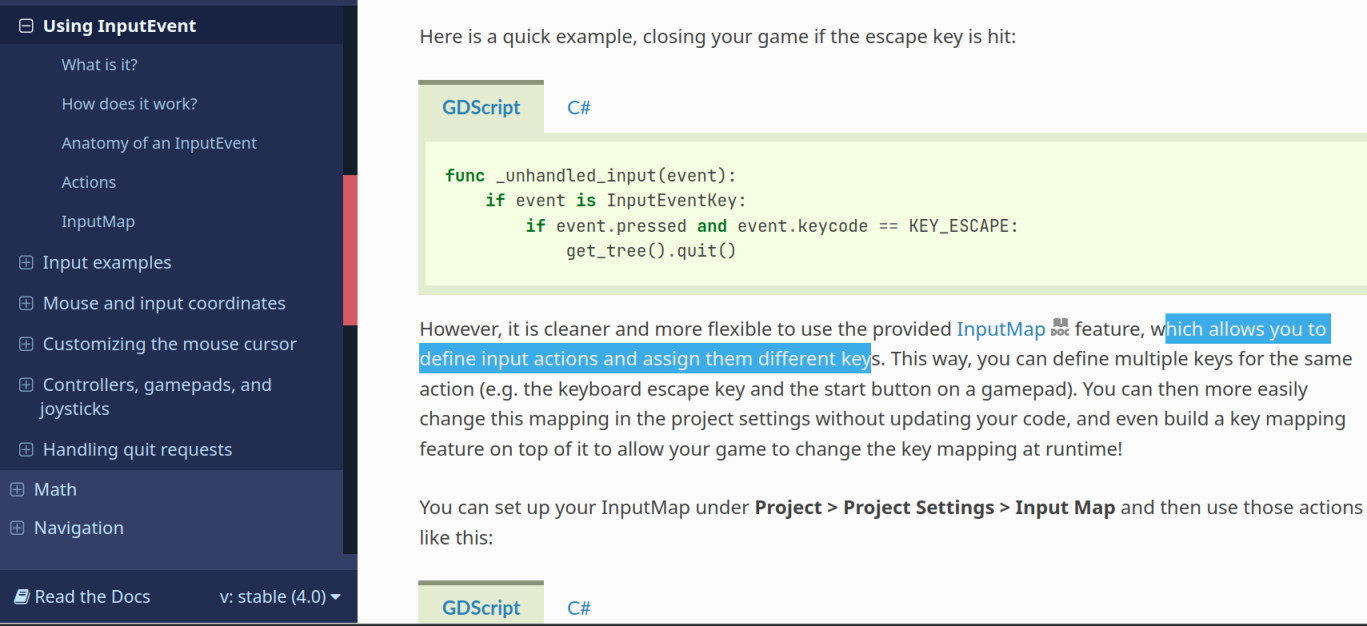 Using InputEvent
What is it?
How does it work?
Anatomy of an InputEvent
Actions
InputMap
Input examples
Mouse and input coordinates
Customizing the mouse cursor
Controllers, gamepads, and
joysticks
Handling quit requests
Math
Navigation
Read the Docs v: stable (4.0)
Here is a quick example, closing your game if the escape key is hit:
GDScript C#
func _unhandled_input(event):
    if event is InputEventKey:
        if event.pressed and event.keycode == KEY_ESCAPE:
            get_tree().quit()
However, it is cleaner and more flexible to use the provided InputMap DOC feature, which allows you to
define input actions and assign them different keys. This way, you can define multiple keys for the same
action (e.g. the keyboard escape key and the start button on a gamepad). You can then more easily
change this mapping in the project settings without updating your code, and even build a key mapping
feature on top of it to allow your game to change the key mapping at runtime!
You can set up your InputMap under Project > Project Settings > Input Map and then use those actions
like this:
GDScript C#